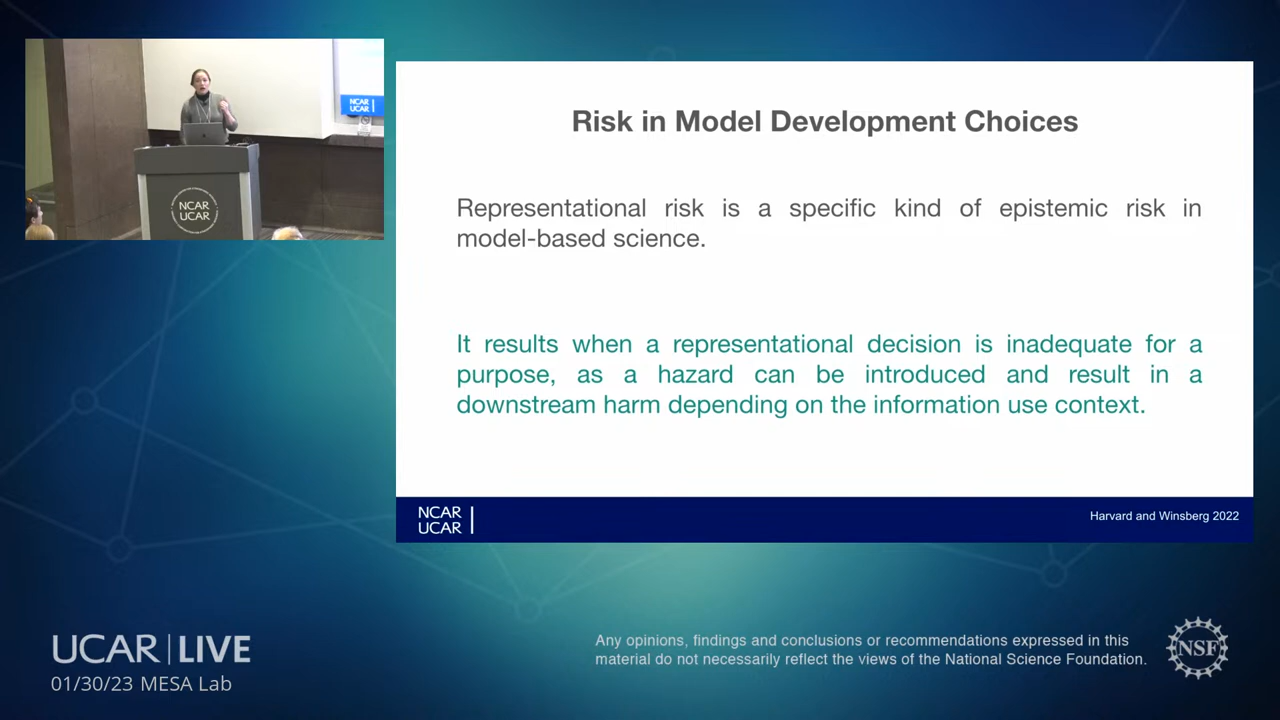 NCAR
UCAR
NCAR
UCAR
Risk in Model Development Choices
Representational risk is a specific kind of epistemic risk in
model-based science.
It results when a representational decision is inadequate for a
purpose, as a hazard can be introduced and result in a
downstream harm depending on the information use context.
NCAR
UCAR
Harvard and Winsberg 2022
UCAR | LIVE
01/30/23 MESA Lab
Any opinions, findings and conclusions or recommendations expressed in this
material do not necessarily reflect the views of the National Science Foundation.
NSF